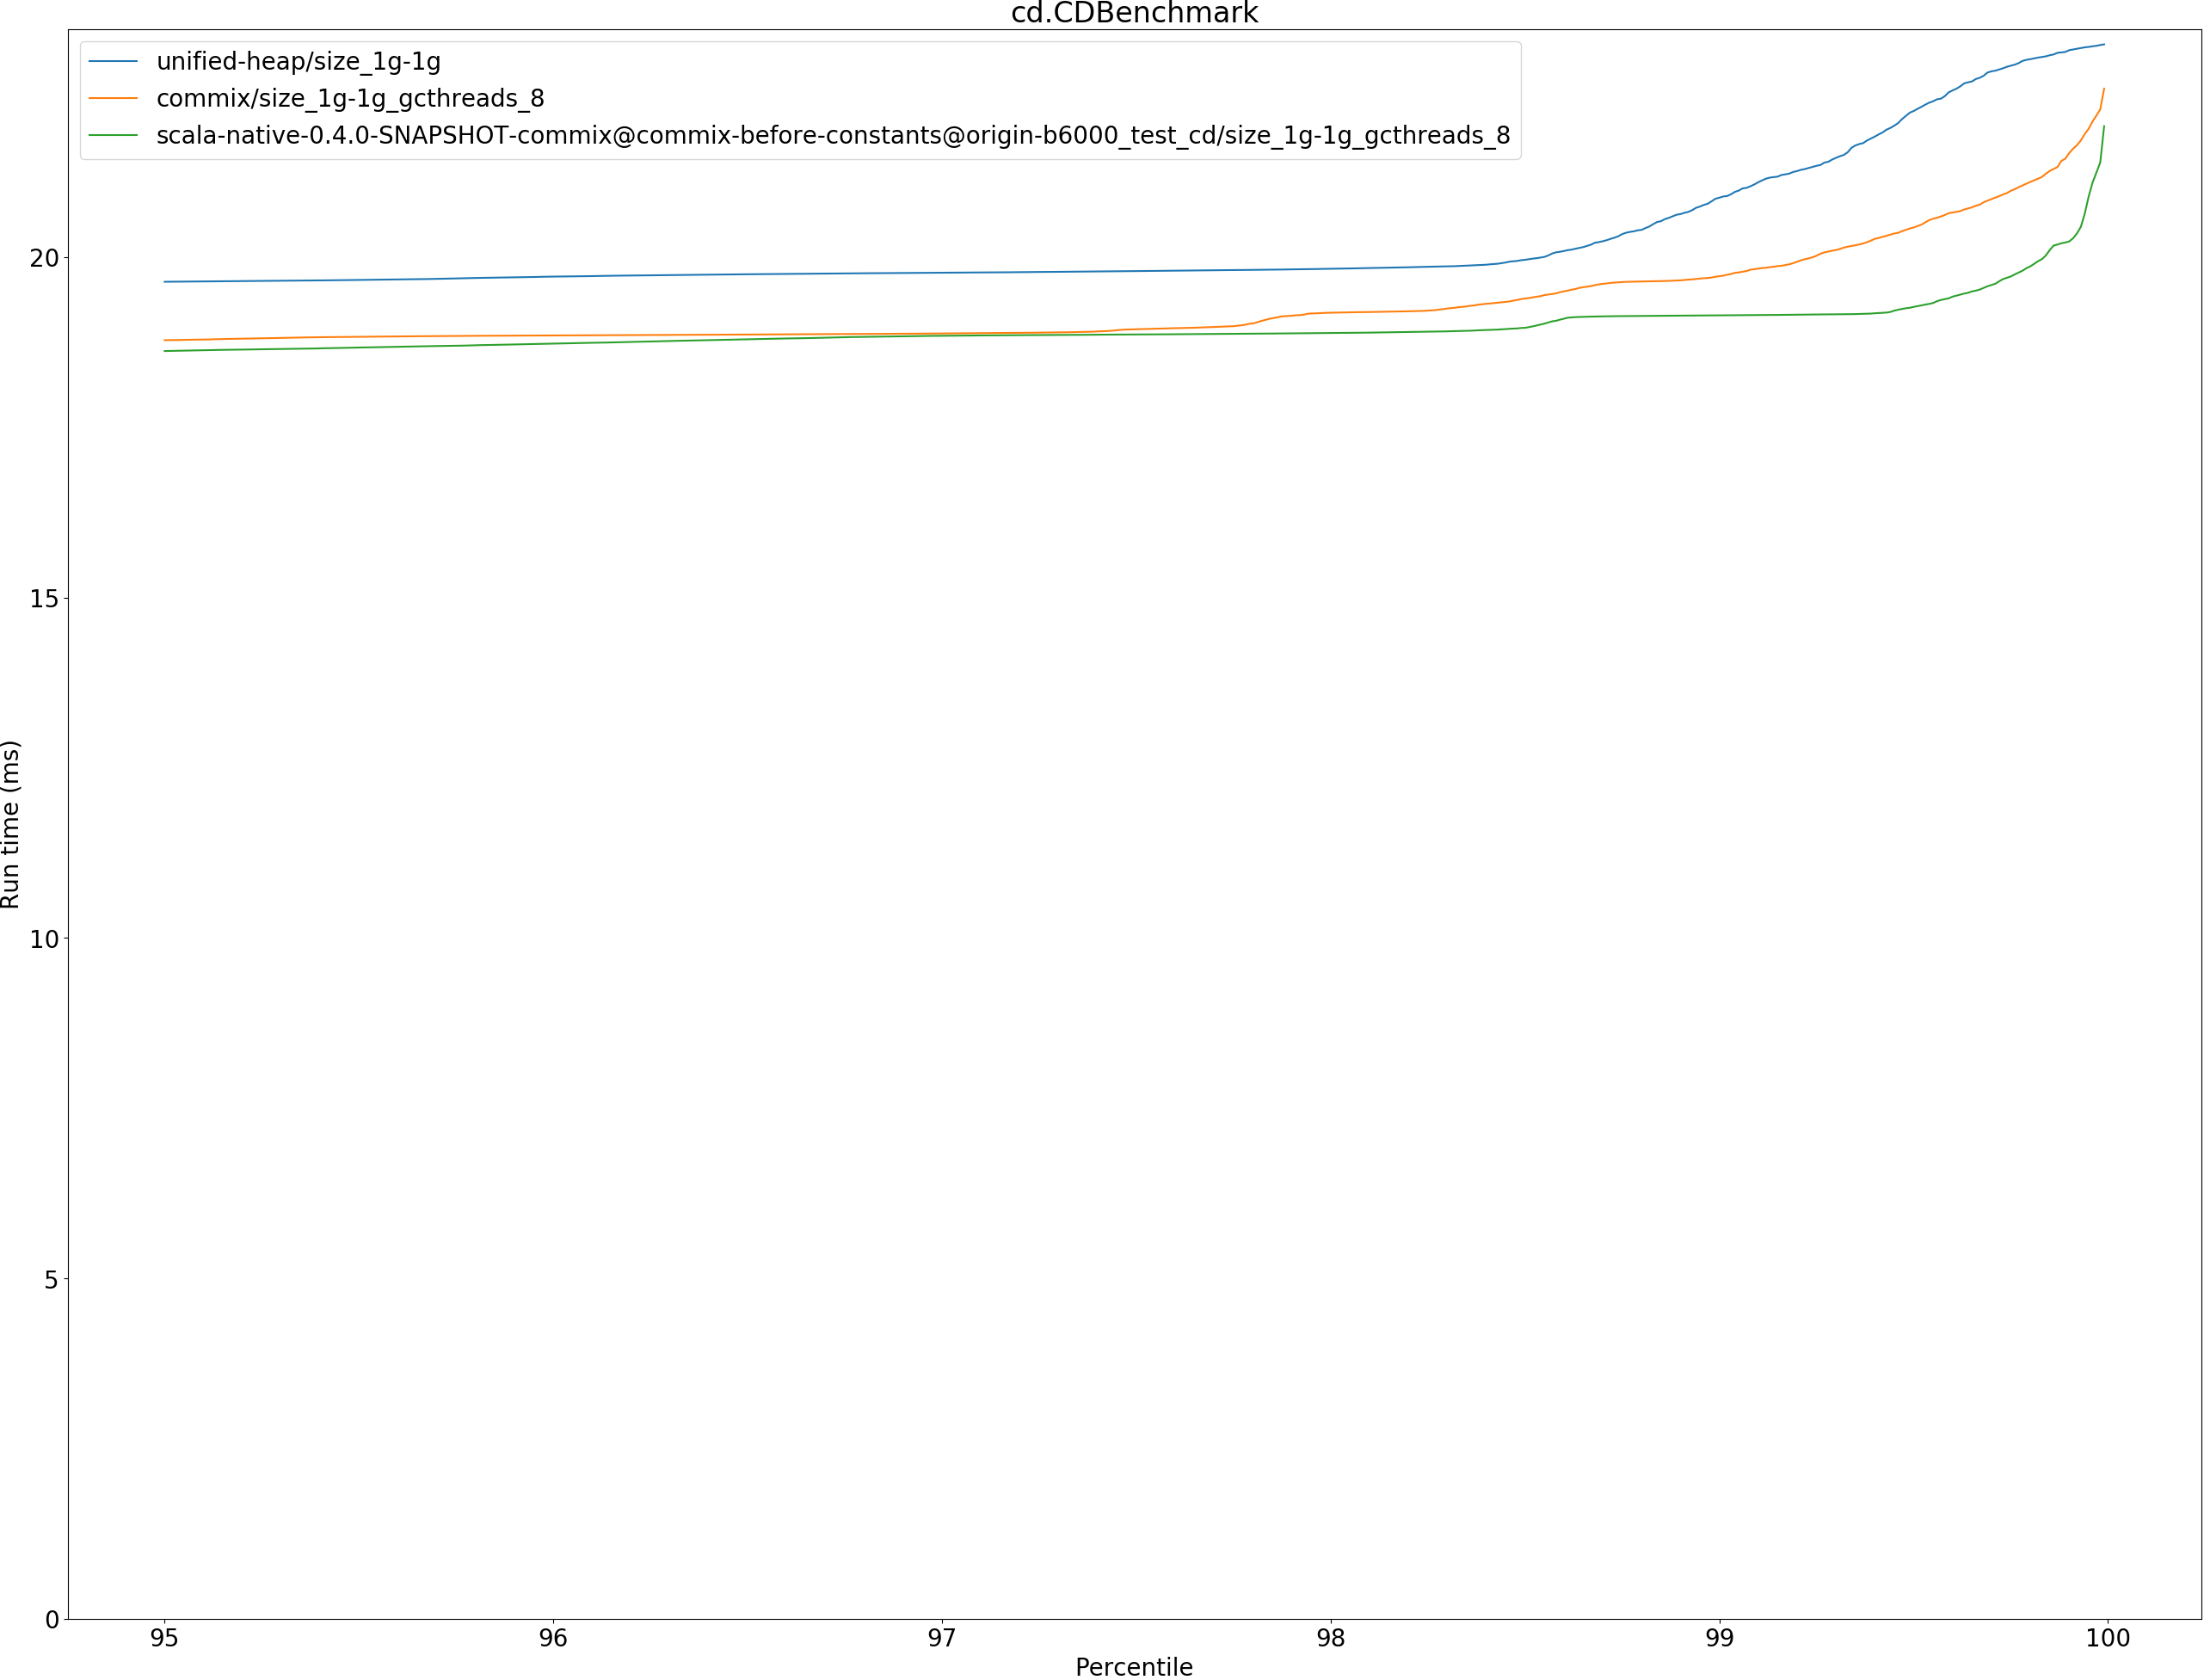 cd.CDBenchmark
unified-heap/size_1g-1g
commix/size_1g-1g_gcthreads_8
scala-native-0.4.0-SNAPSHOT-commix@commix-before-constants@origin-b6000_test_cd/size_1g-1g_gcthreads_8
20
15
10
5
0
Run time (ms)
95 96 97 98 99 100
Percentile